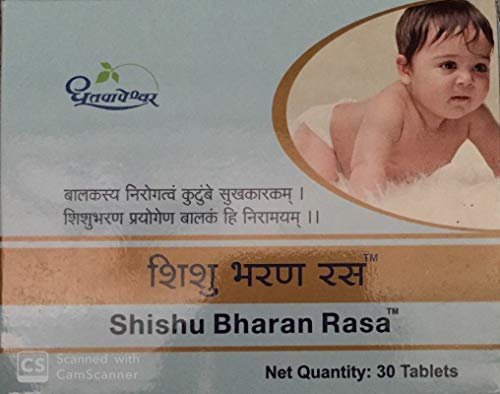 धूतपापेश्वर
बालकस्य निरोगत्वं कुटुंबे सुखकारकम् ।
शिशुभरण प्रयोगेण बालकं हि निरामयम् ।।
शिशु भरण रस™
Shishu Bharan Rasa™
Net Quantity: 30 Tablets
CS Scanned with
CamScanner